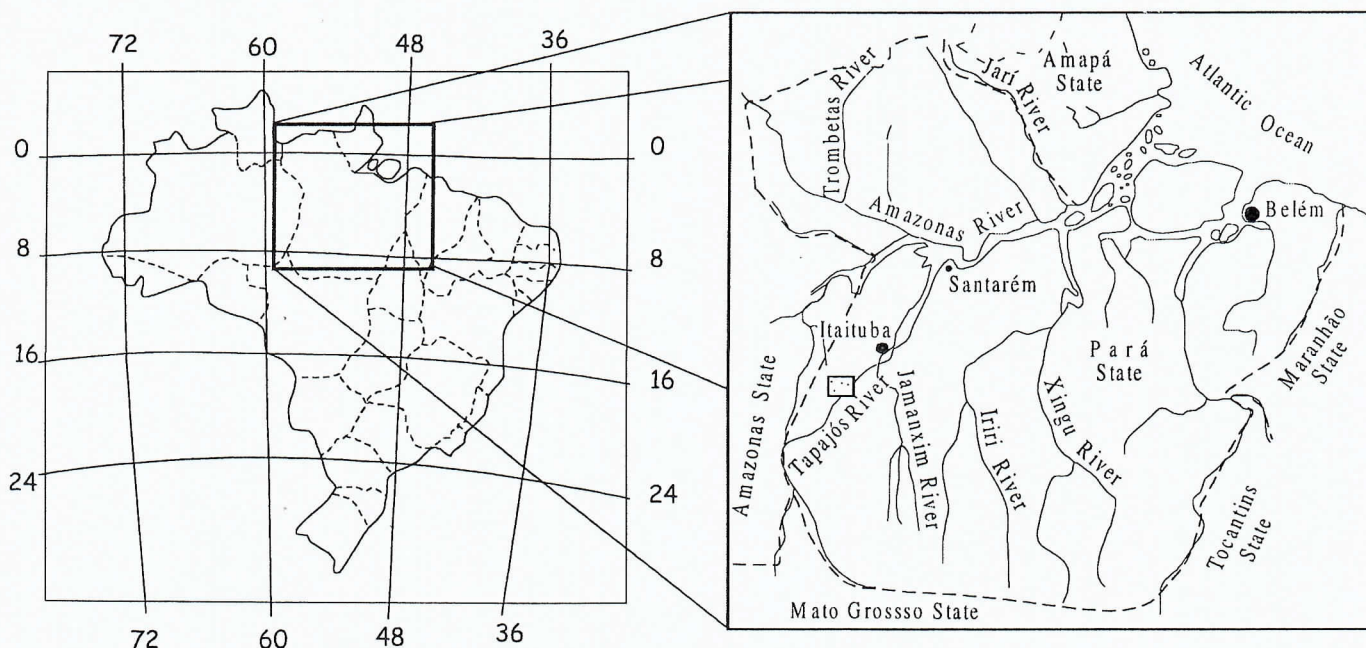 72
60
48
36
0
0
8
8
16
16
24
24
72
60
48
36
Trombetas River
Jarí River
Amapá
State
Atlantic Ocean
Amazonas River
Belém
Santarém
Itaituba
Pará
State
Maranhão
State
Amazonas State
Tapajós River
Jamanxim River
Iriri River
Xingu River
Tocantins
State
Mato Grossso State